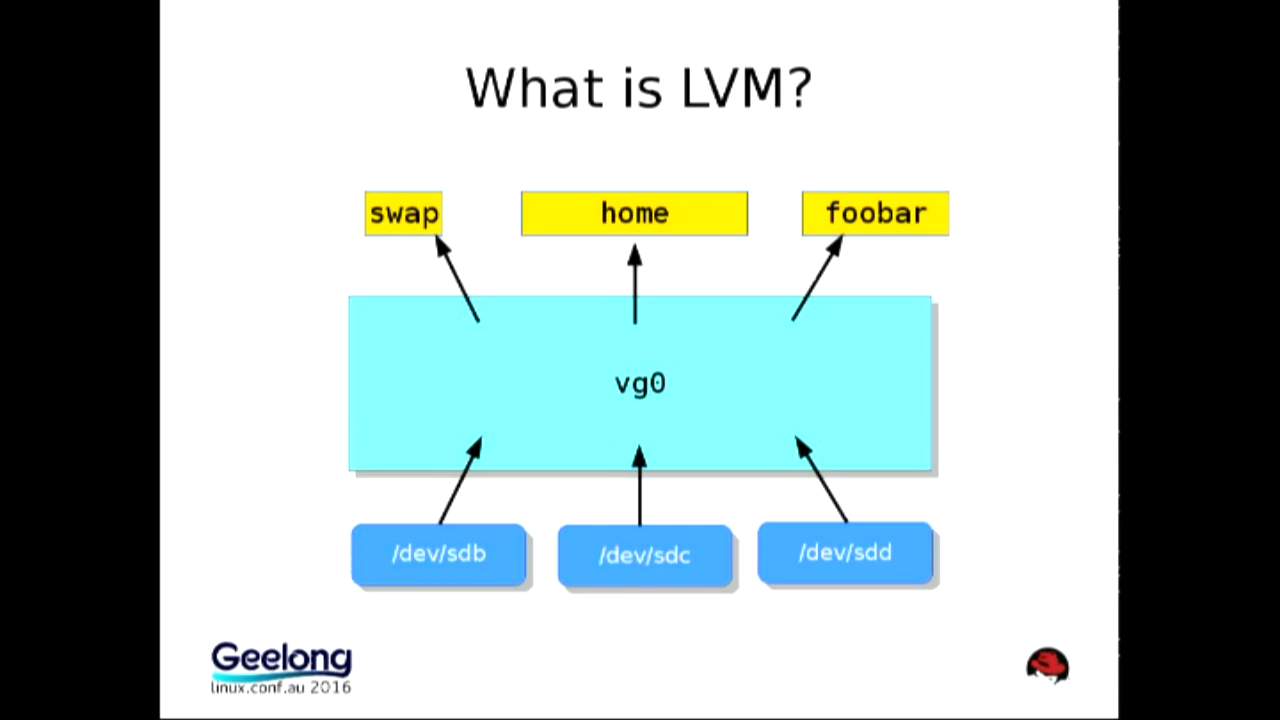 What is LVM?
swap
home
foobar
vg0
/dev/sdb
/dev/sdc
/dev/sdd
Geelong
linux.conf.au 2016